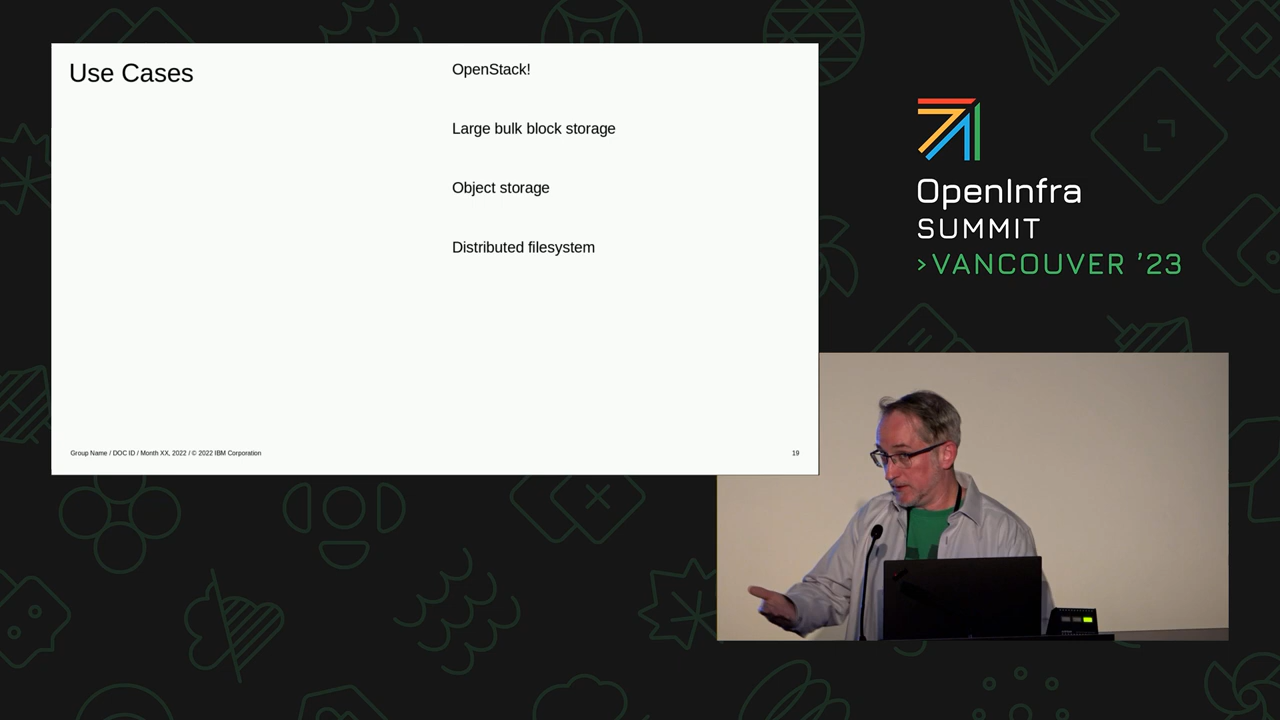 Use Cases
OpenStack!
Large bulk block storage
Object storage
Distributed filesystem
Group Name / DOC ID / Month XX, 2022 / © 2022 IBM Corporation
19
OpenInfra
SUMMIT
>VANCOUVER ’23